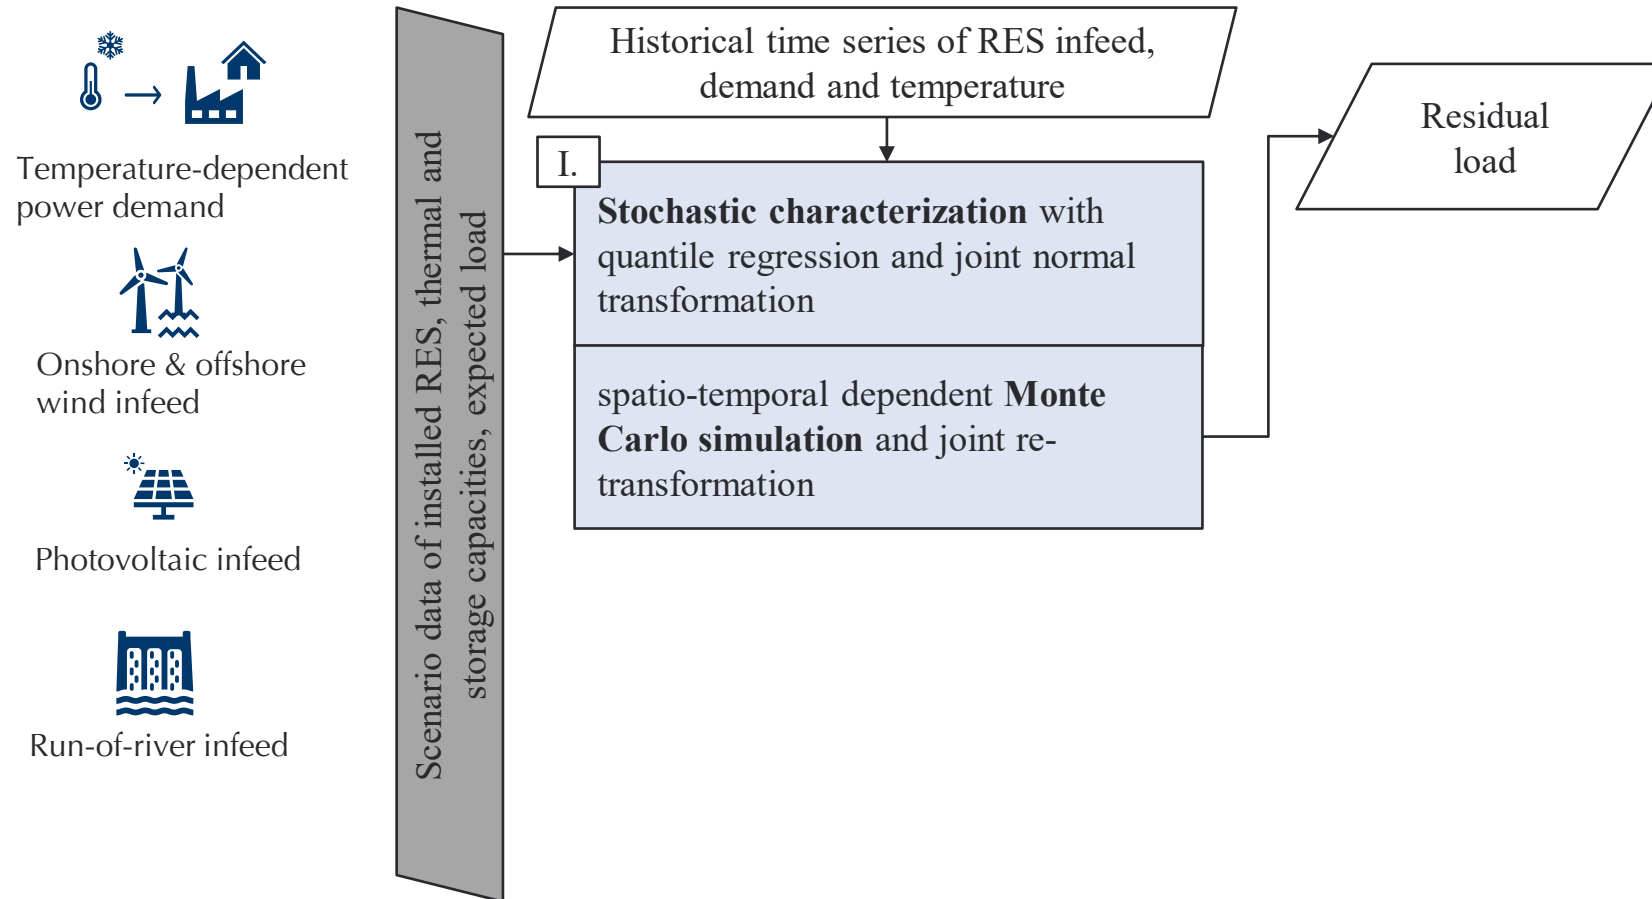 Temperature-dependent
power demand
Onshore & offshore
wind infeed
Photovoltaic infeed
Run-of-river infeed
Scenario data of installed RES, thermal and
storage capacities, expected load
Historical time series of RES infeed,
demand and temperature
I.
Stochastic characterization with
quantile regression and joint normal
transformation
spatio-temporal dependent Monte
Carlo simulation and joint re-
transformation
Residual
load